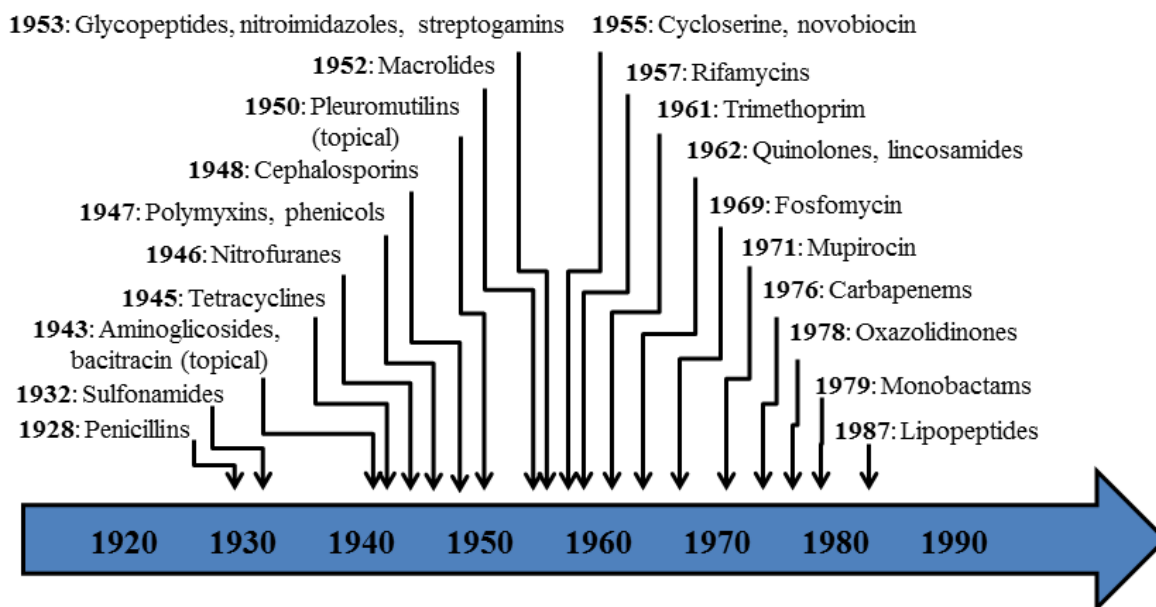 1953: Glycopeptides, nitroimidazoles, streptogamins
1952: Macrolides
1950: Pleuromutilins
(topical)
1948: Cephalosporins
1947: Polymyxins, phenicols
1946: Nitrofuranes
1945: Tetracyclines
1943: Aminoglicosides,
bacitracin (topical)
1932: Sulfonamides
1928: Penicillins
1955: Cycloserine, novobiocin
1957: Rifamycins
1961: Trimethoprim
1962: Quinolones, lincosamides
1969: Fosfomycin
1971: Mupirocin
1976: Carbapenems
1978: Oxazolidinones
1979: Monobactams
1987: Lipopeptides
1920 1930 1940 1950 1960 1970 1980 1990